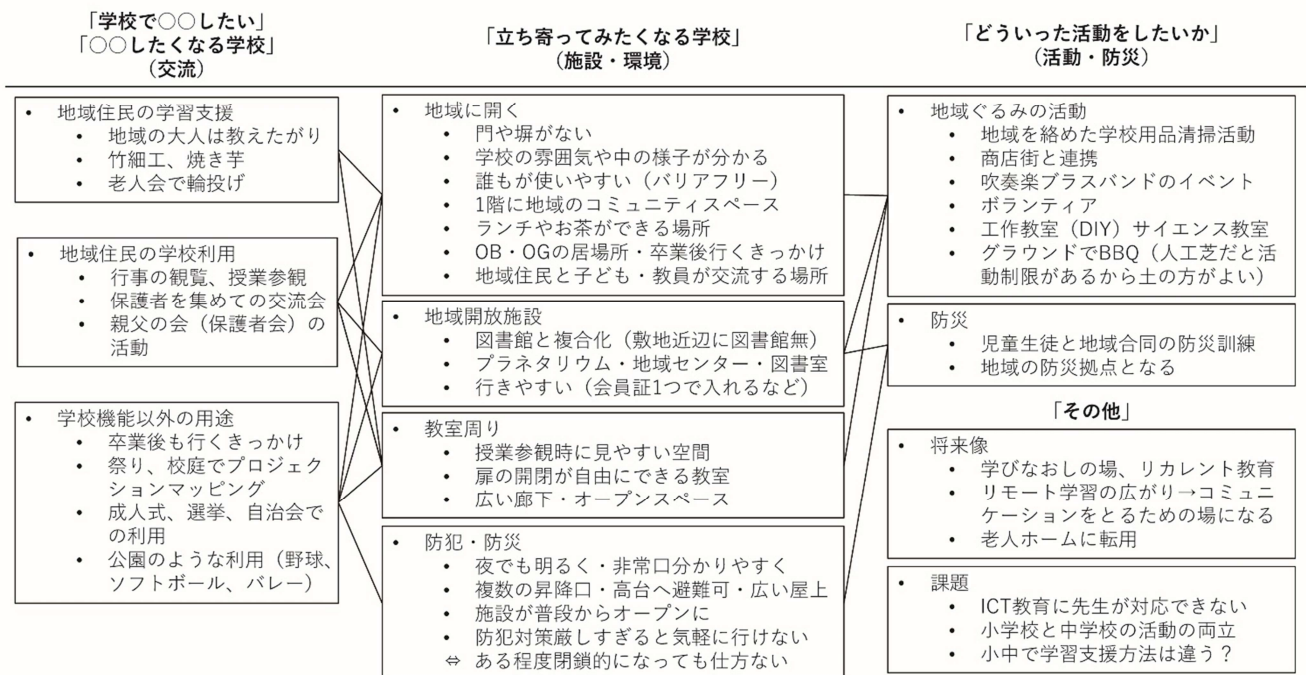 「学校で○○したい」
「○○したくなる学校」
（交流）
• 地域住民の学習支援
• 地域の大人は教えたがり
• 竹細工、焼き芋
• 老人会で輪投げ
• 地域住民の学校利用
• 行事の観覧、授業参観
• 保護者を集めての交流会
• 親父の会（保護者会）の
活動
• 学校機能以外の用途
• 卒業後も行くきっかけ
• 祭り、校庭でプロジェク
ションマッピング
• 成人式、選挙、自治会で
の利用
• 公園のような利用（野球、
ソフトボール、バレー）
「立ち寄ってみたくなる学校」
（施設・環境）
• 地域に開く
• 門や塀がない
• 学校の雰囲気や中の様子が分かる
• 誰もが使いやすい（バリアフリー）
• 1階に地域のコミュニティスペース
• ランチやお茶ができる場所
• OB・OGの居場所・卒業後行くきっかけ
• 地域住民と子ども・教員が交流する場所
• 地域開放施設
• 図書館と複合化（敷地近辺に図書館無）
• プラネタリウム・地域センター・図書室
• 行きやすい（会員証1つで入れるなど）
• 教室周り
• 授業参観時に見やすい空間
• 扉の開閉が自由にできる教室
• 広い廊下・オープンスペース
• 防犯・防災
• 夜でも明るく・非常口分かりやすく
• 複数の昇降口・高台へ避難可・広い屋上
• 施設が普段からオープンに
• 防犯対策厳しすぎると気軽に行けない
⇔ ある程度閉鎖的になっても仕方ない
「どういった活動をしたいか」
（活動・防災）
• 地域ぐるみの活動
• 地域を絡めた学校用品清掃活動
• 商店街と連携
• 吹奏楽ブラスバンドのイベント
• ボランティア
• 工作教室（DIY）サイエンス教室
• グラウンドでBBQ（人工芝だと活
動制限があるから土の方がよい）
• 防災
• 児童生徒と地域合同の防災訓練
• 地域の防災拠点となる
「その他」
• 将来像
• 学びなおしの場、リカレント教育
• リモート学習の広がり→コミュニ
ケーションをとるための場になる
• 老人ホームに転用
• 課題
• ICT教育に先生が対応できない
• 小学校と中学校の活動の両立
• 小中で学習支援方法は違う？